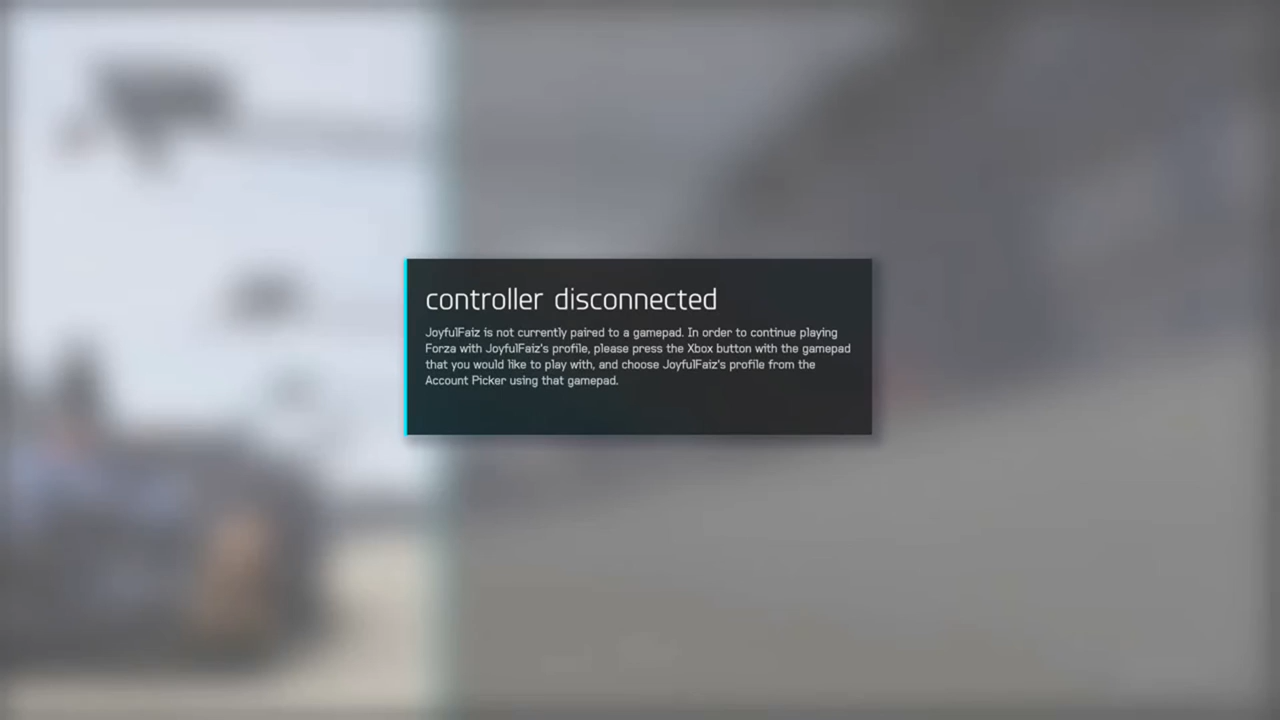 controller disconnected
JoyfulFaiz is not currently paired to a gamepad. In order to continue playing
Forza with JoyfulFaiz's profile, please press the Xbox button with the gamepad
that you would like to play with, and choose JoyfulFaiz's profile from the
Account Picker using that gamepad.